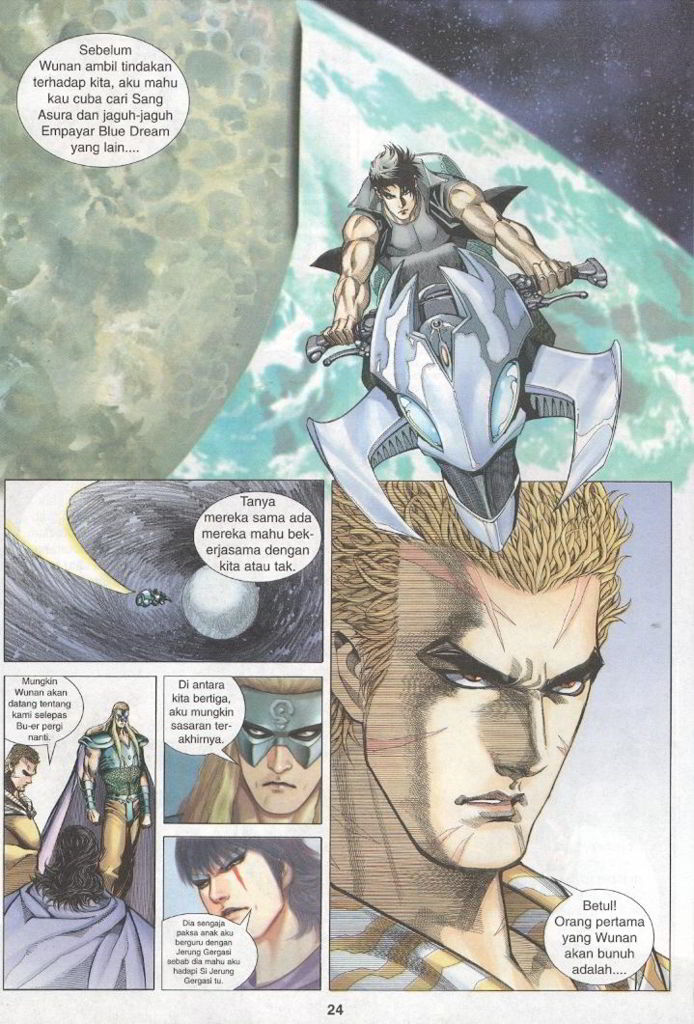 Sebelum
Wunan ambil tindakan
terhadap kita, aku mahu
kau cuba cari Sang
Asura dan jaguh-jaguh
Empayar Blue Dream
yang lain....
Tanya
mereka sama ada
mereka mahu bek-
erjasama dengan
kita atau tak.
Mungkin
Wunan akan
datang tentang
kami selepas
Bu-er pergi
nanti.
Di antara
kita bertiga,
aku mungkin
sasaran ter-
akhirnya.
Dia sengaja
paksa anak aku
berguru dengan
Jerung Gergasi
sebab dia mahu aku
hadapi Si Jerung
Gergasi tu.
Betul!
Orang pertama
yang Wunan
akan bunuh
adalah....
24